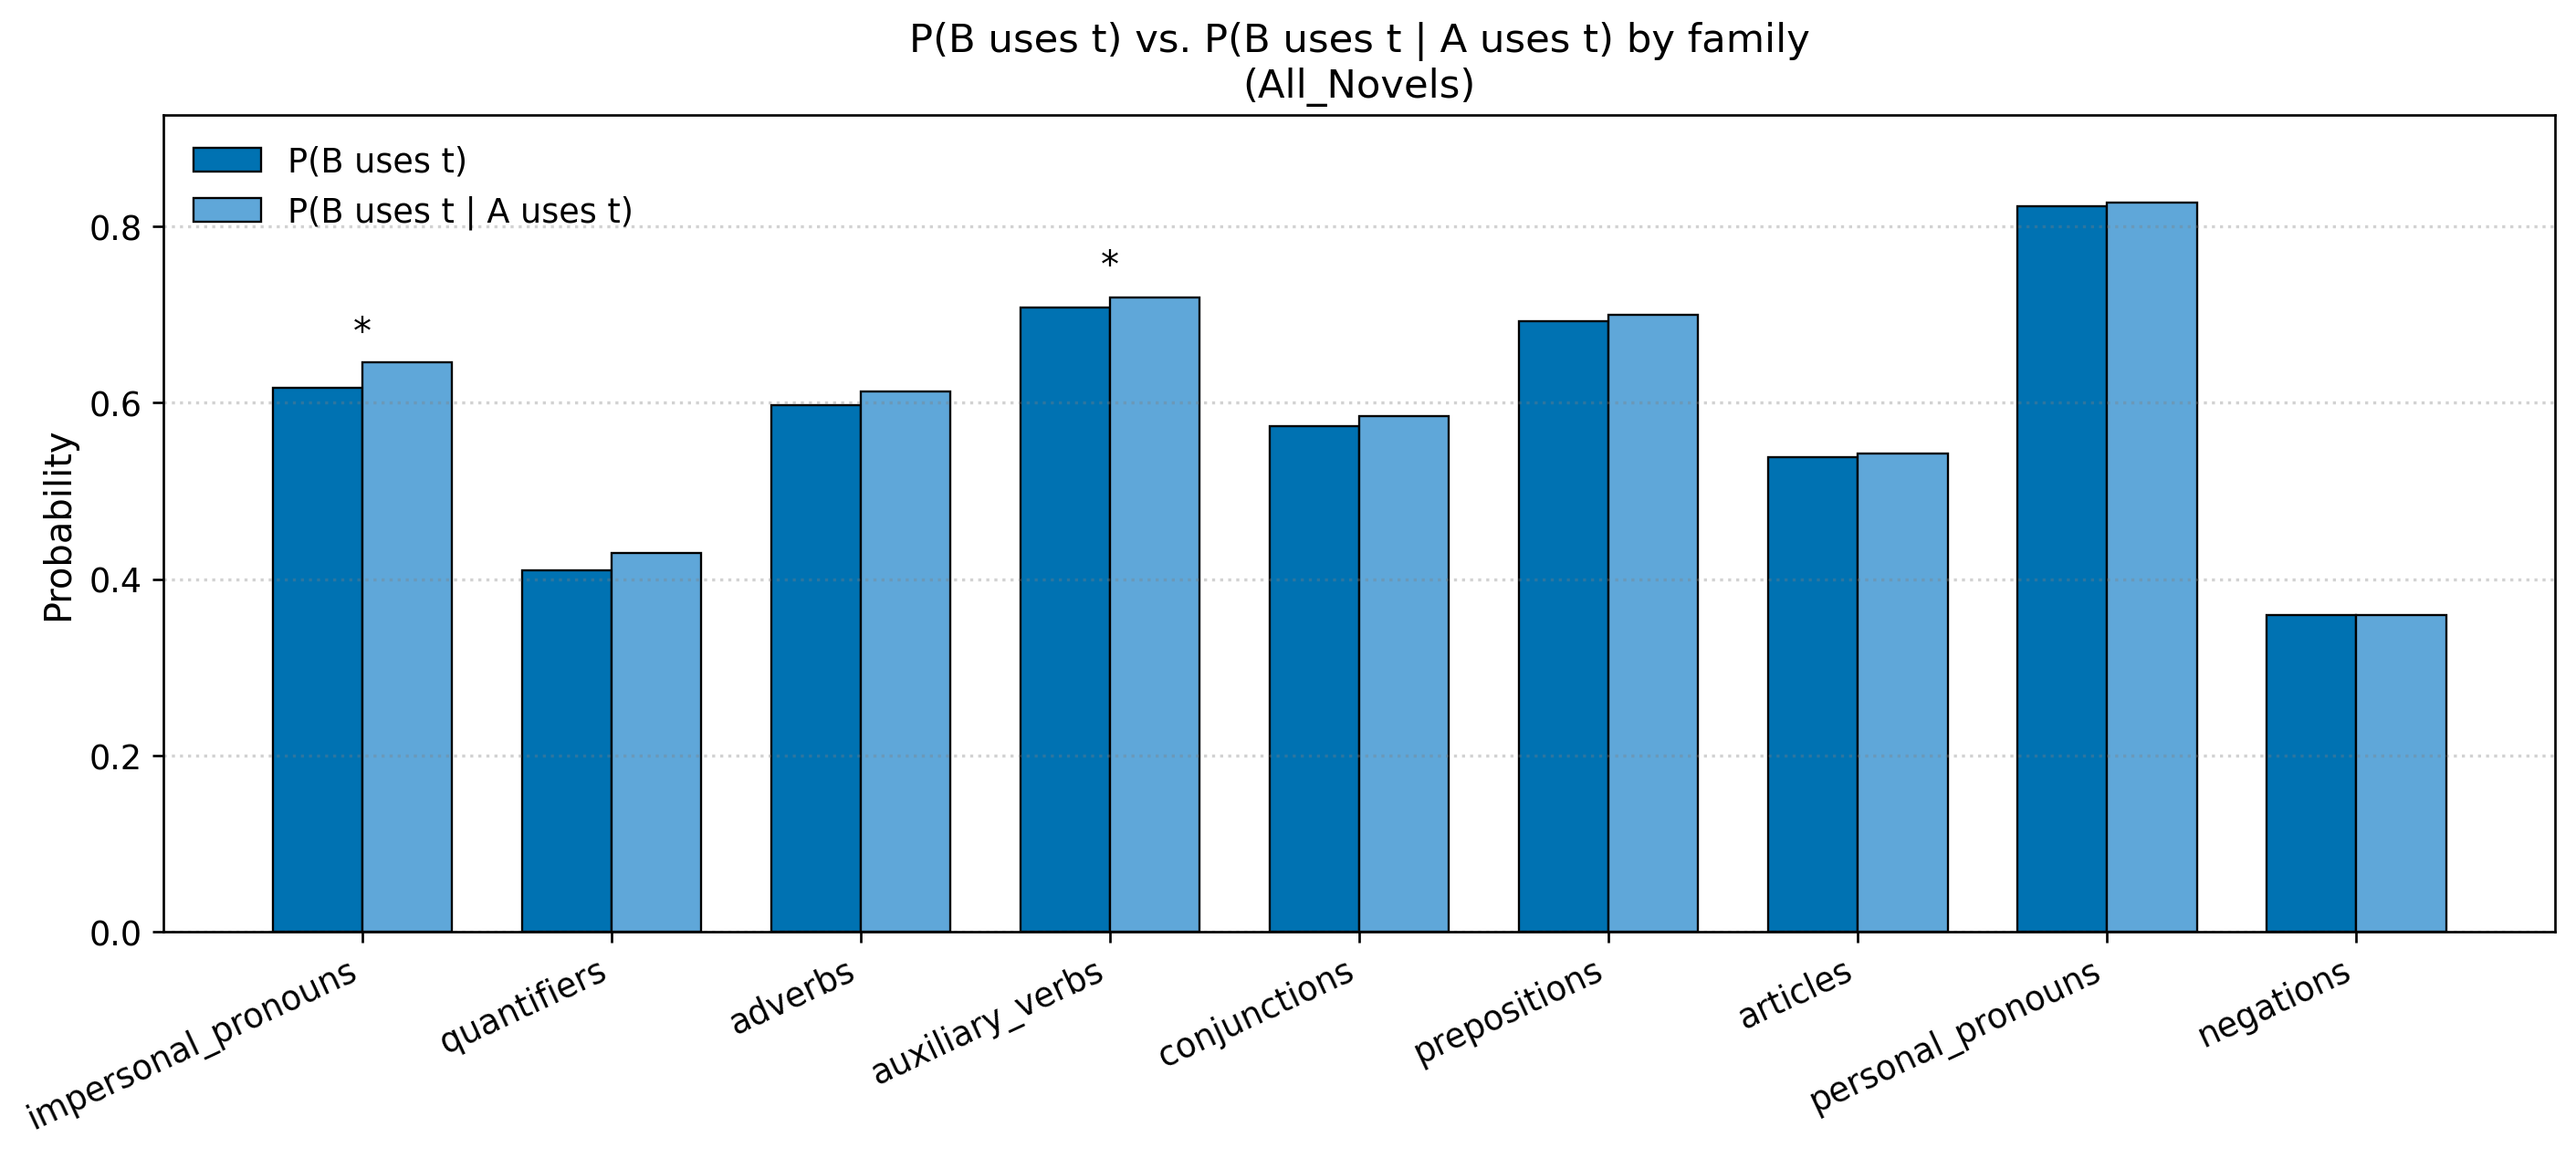 P(B uses t) vs. P(B uses t | A uses t) by family
(All_Novels)
P(B uses t)
P(B uses t | A uses t)
Probability
0.8
0.6
0.4
0.2
0.0
*
*
impersonal_pronouns
quantifiers
adverbs
auxiliary_verbs
conjunctions
prepositions
articles
personal_pronouns
negations